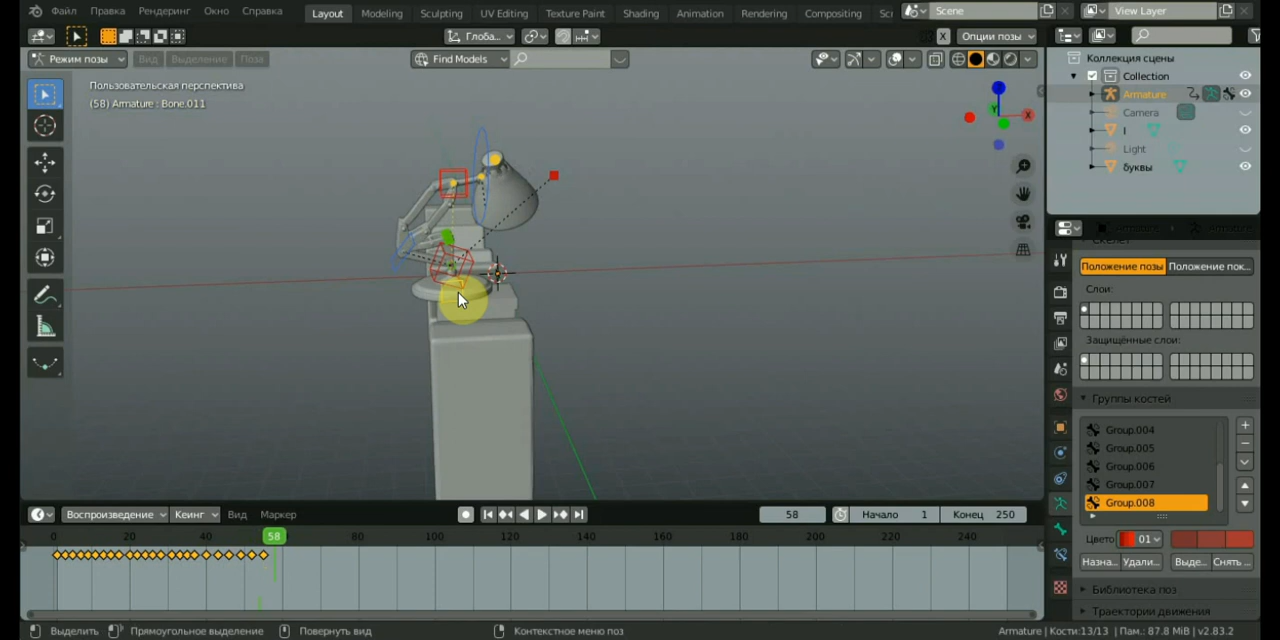 Файл Правка Рендеринг Окно Справка Layout Modeling Sculpting UV Editing Texture Paint Shading Animation Rendering Compositing Scene View Layer
Глоба... X Опции позы
Режим позы Вид Выделение Поза Find Models
Пользовательская перспектива
(58) Armature : Bone.011
X
Y
Коллекция сцены
Collection
Armature
Camera
I
Light
буквы
Armature Armature
Скелет
Положение позы Положение пок...
Слои:
Защищённые слои:
Группы костей
Group.004
Group.005
Group.006
Group.007
Group.008
Цвето 01
Назна... Удали... Выде... Снять ...
Библиотека поз
Траектории движения
Воспроизведение Кеинг Вид Маркер 58 Начало 1 Конец 250
0 20 40 58 80 100 120 140 160 180 200 220 240
Выделить Прямоугольное выделение Повернуть вид Контекстное меню поз Armature | Кости:13/13 | Пам.: 87.8 MiB | v2.83.2